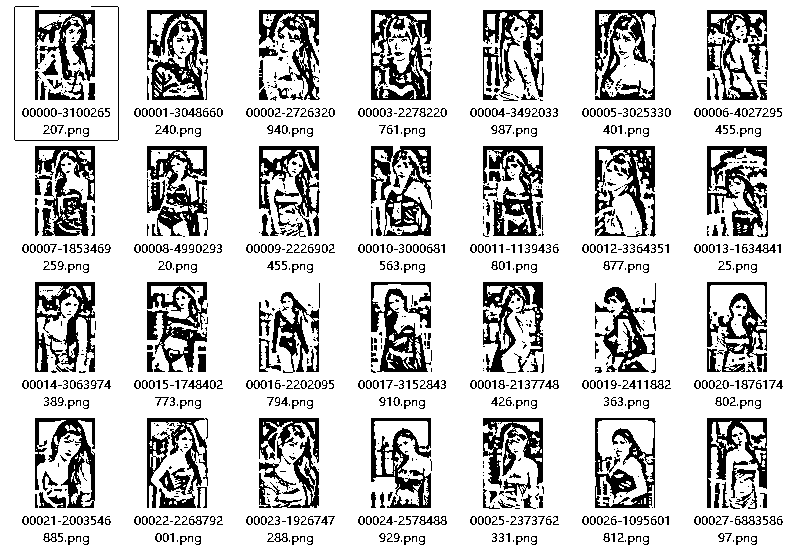 00000-3100265 00001-3048660 00002-2726320 00003-2278220 00004-3492033 00005-3025330 00006-4027295
207.png 240.png 940.png 761.png 987.png 401.png 455.png
00007-1853469 00008-4990293 00009-2226902 00010-3000681 00011-1139436 00012-3364351 00013-1634841
259.png 20.png 455.png 563.png 801.png 877.png 25.png
00014-3063974 00015-1748402 00016-2202095 00017-3152843 00018-2137748 00019-2411882 00020-1876174
389.png 773.png 794.png 910.png 426.png 363.png 802.png
00021-2003546 00022-2268792 00023-1926747 00024-2578488 00025-2373762 00026-1095601 00027-6883586
885.png 001.png 288.png 929.png 331.png 812.png 97.png